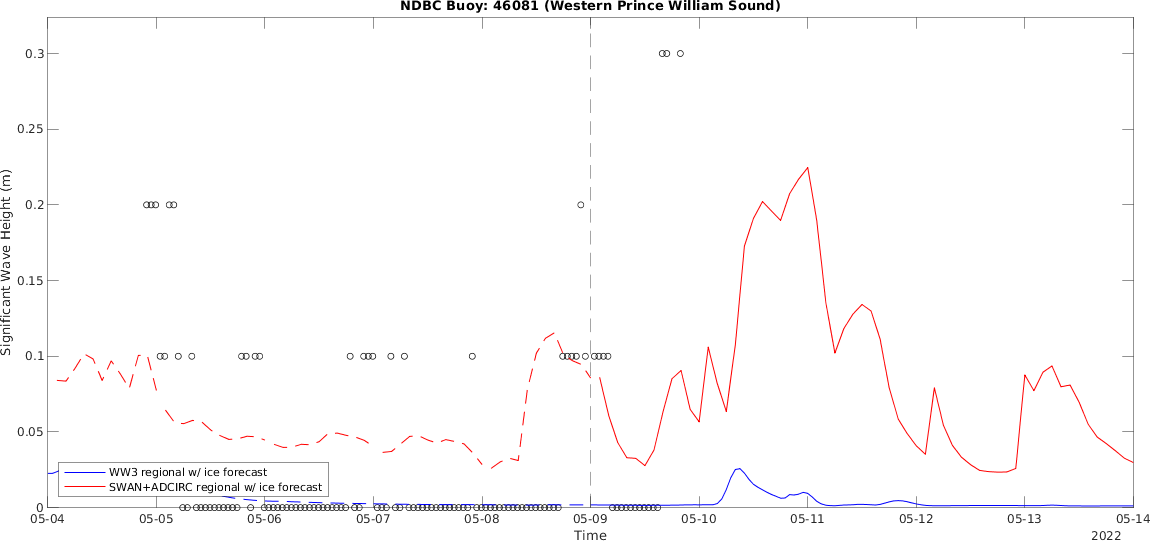 NDBC Buoy: 46081 (Western Prince William Sound)
Significant Wave Height (m)
0.3
0.25
0.2
0.15
0.1
0.05
0
WW3 regional w/ ice forecast
SWAN+ADCIRC regional w/ ice forecast
05-04 05-05 05-06 05-07 05-08 05-09 05-10 05-11 05-12 05-13 05-14
Time
2022